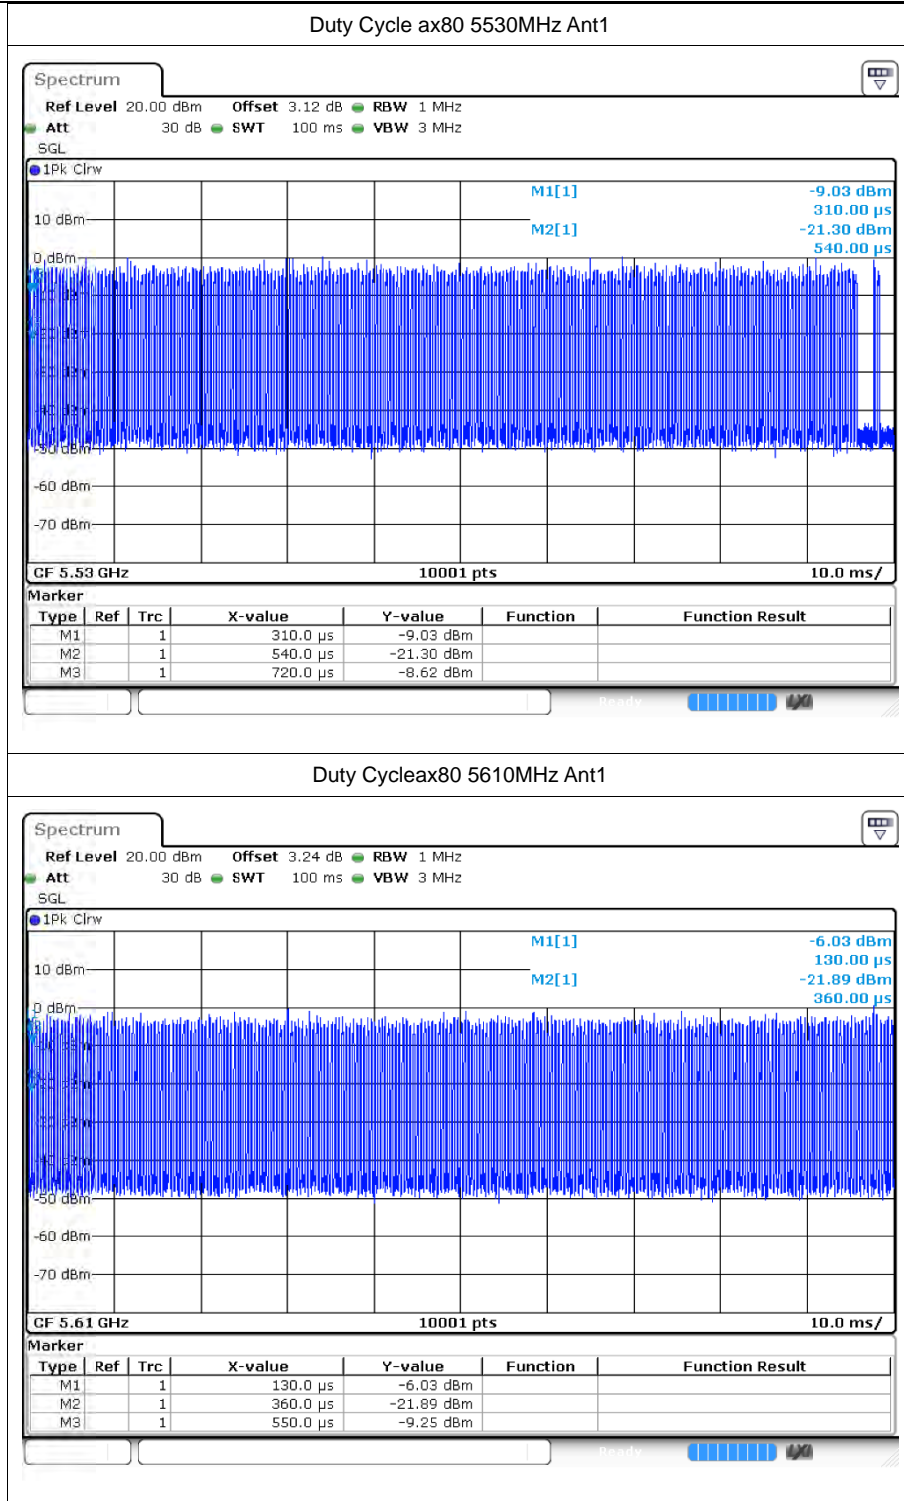 Duty Cycle ax80 5530MHz Ant1
Spectrum
Ref Level 20.00 dBm Offset 3.12 dB RBW 1 MHz
Att 30 dB SWT 100 ms VBW 3 MHz
SGL
1Pk Clrw
M1[1] -9.03 dBm
310.00 µs
10 dBm
M2[1] -21.30 dBm
540.00 µs
0 dBm
-50 dBm
-60 dBm
-70 dBm
CF 5.53 GHz 10001 pts 10.0 ms/
Marker
Type Ref Trc X-value Y-value Function Function Result
M1 1 310.0 µs -9.03 dBm
M2 1 540.0 µs -21.30 dBm
M3 1 720.0 µs -8.62 dBm
Ready
Duty Cycleax80 5610MHz Ant1
Spectrum
Ref Level 20.00 dBm Offset 3.24 dB RBW 1 MHz
Att 30 dB SWT 100 ms VBW 3 MHz
SGL
1Pk Clrw
M1[1] -6.03 dBm
130.00 µs
10 dBm
M2[1] -21.89 dBm
360.00 µs
0 dBm
-50 dBm
-60 dBm
-70 dBm
CF 5.61 GHz 10001 pts 10.0 ms/
Marker
Type Ref Trc X-value Y-value Function Function Result
M1 1 130.0 µs -6.03 dBm
M2 1 360.0 µs -21.89 dBm
M3 1 550.0 µs -9.25 dBm
Ready